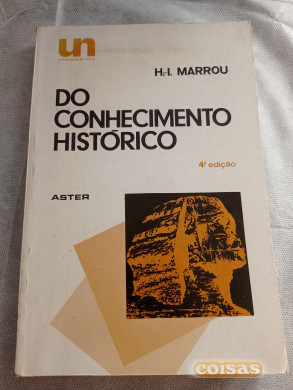 un
H.-I. MARROU
DO
CONHECIMENTO
HISTÓRICO
4ª edição
ASTER
coisas